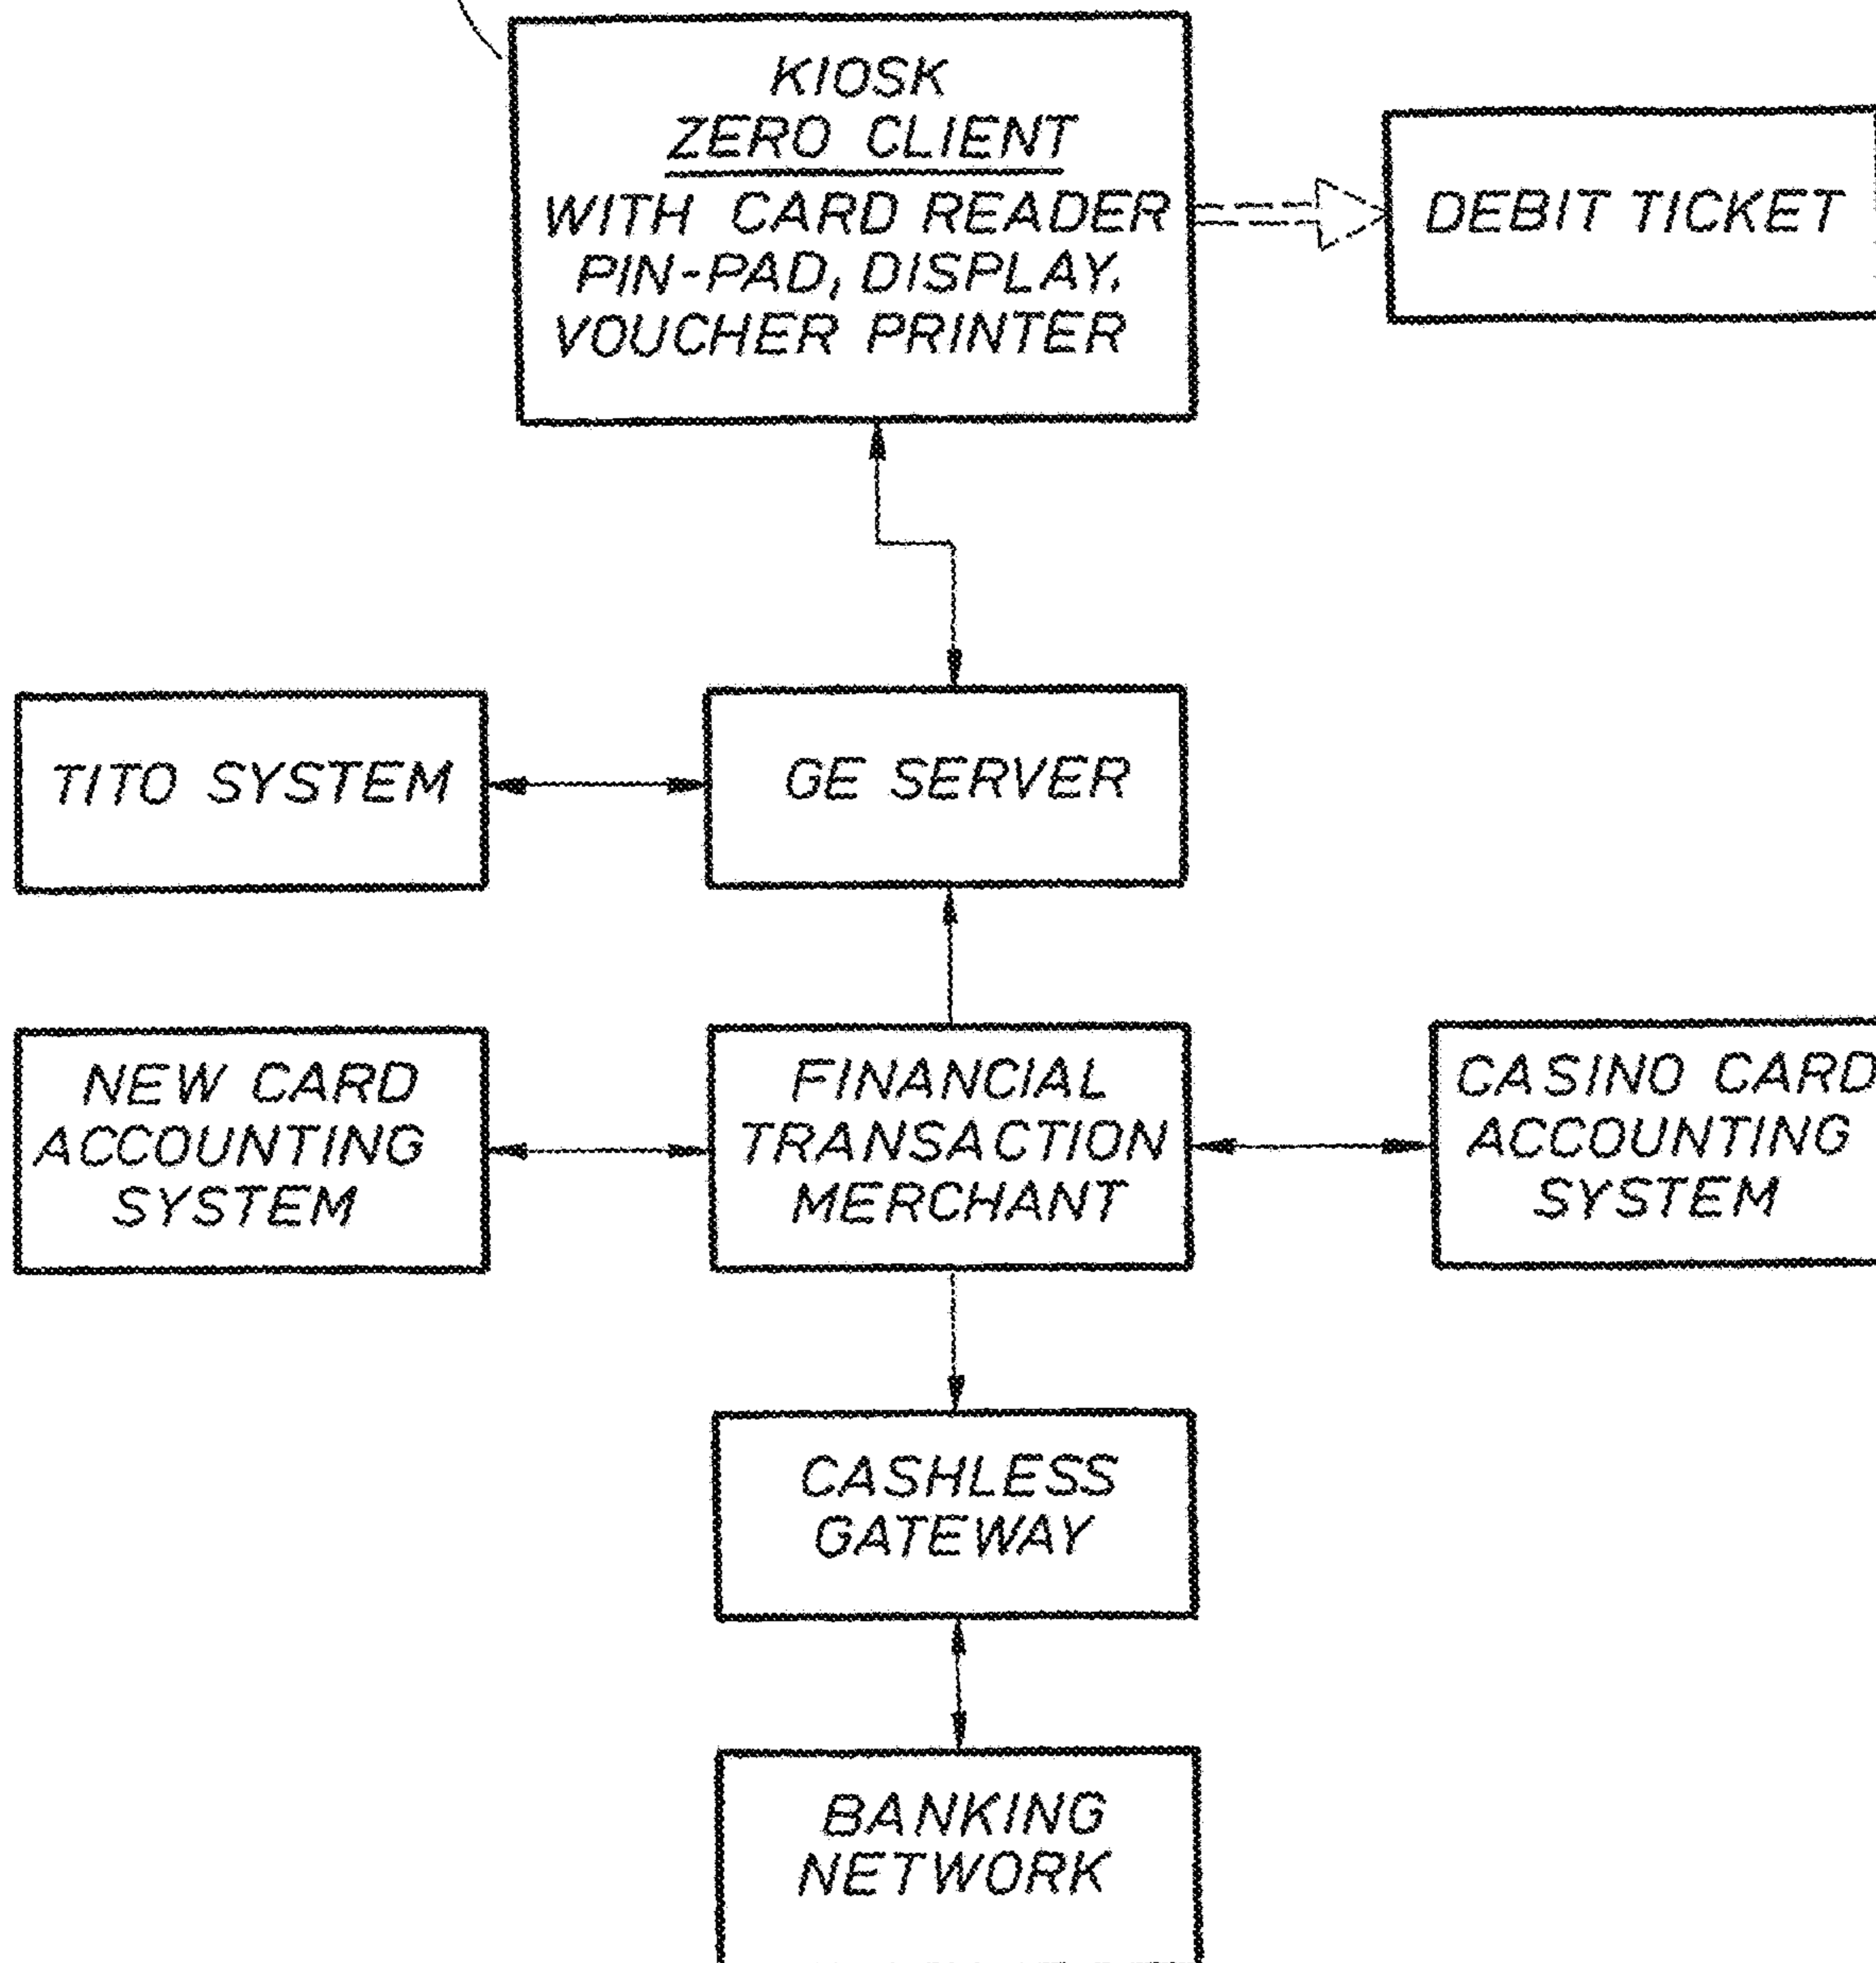 KIOSK
ZERO CLIENT
WITH CARD READER
PIN-PAD, DISPLAY.
VOUCHER PRINTER
DEBIT TICKET
TITO SYSTEM
GE SERVER
NEW CARD
ACCOUNTING
SYSTEM
FINANCIAL
TRANSACTION
MERCHANT
CASINO CARD
ACCOUNTING
SYSTEM
CASHLESS
GATEWAY
BANKING
NETWORK